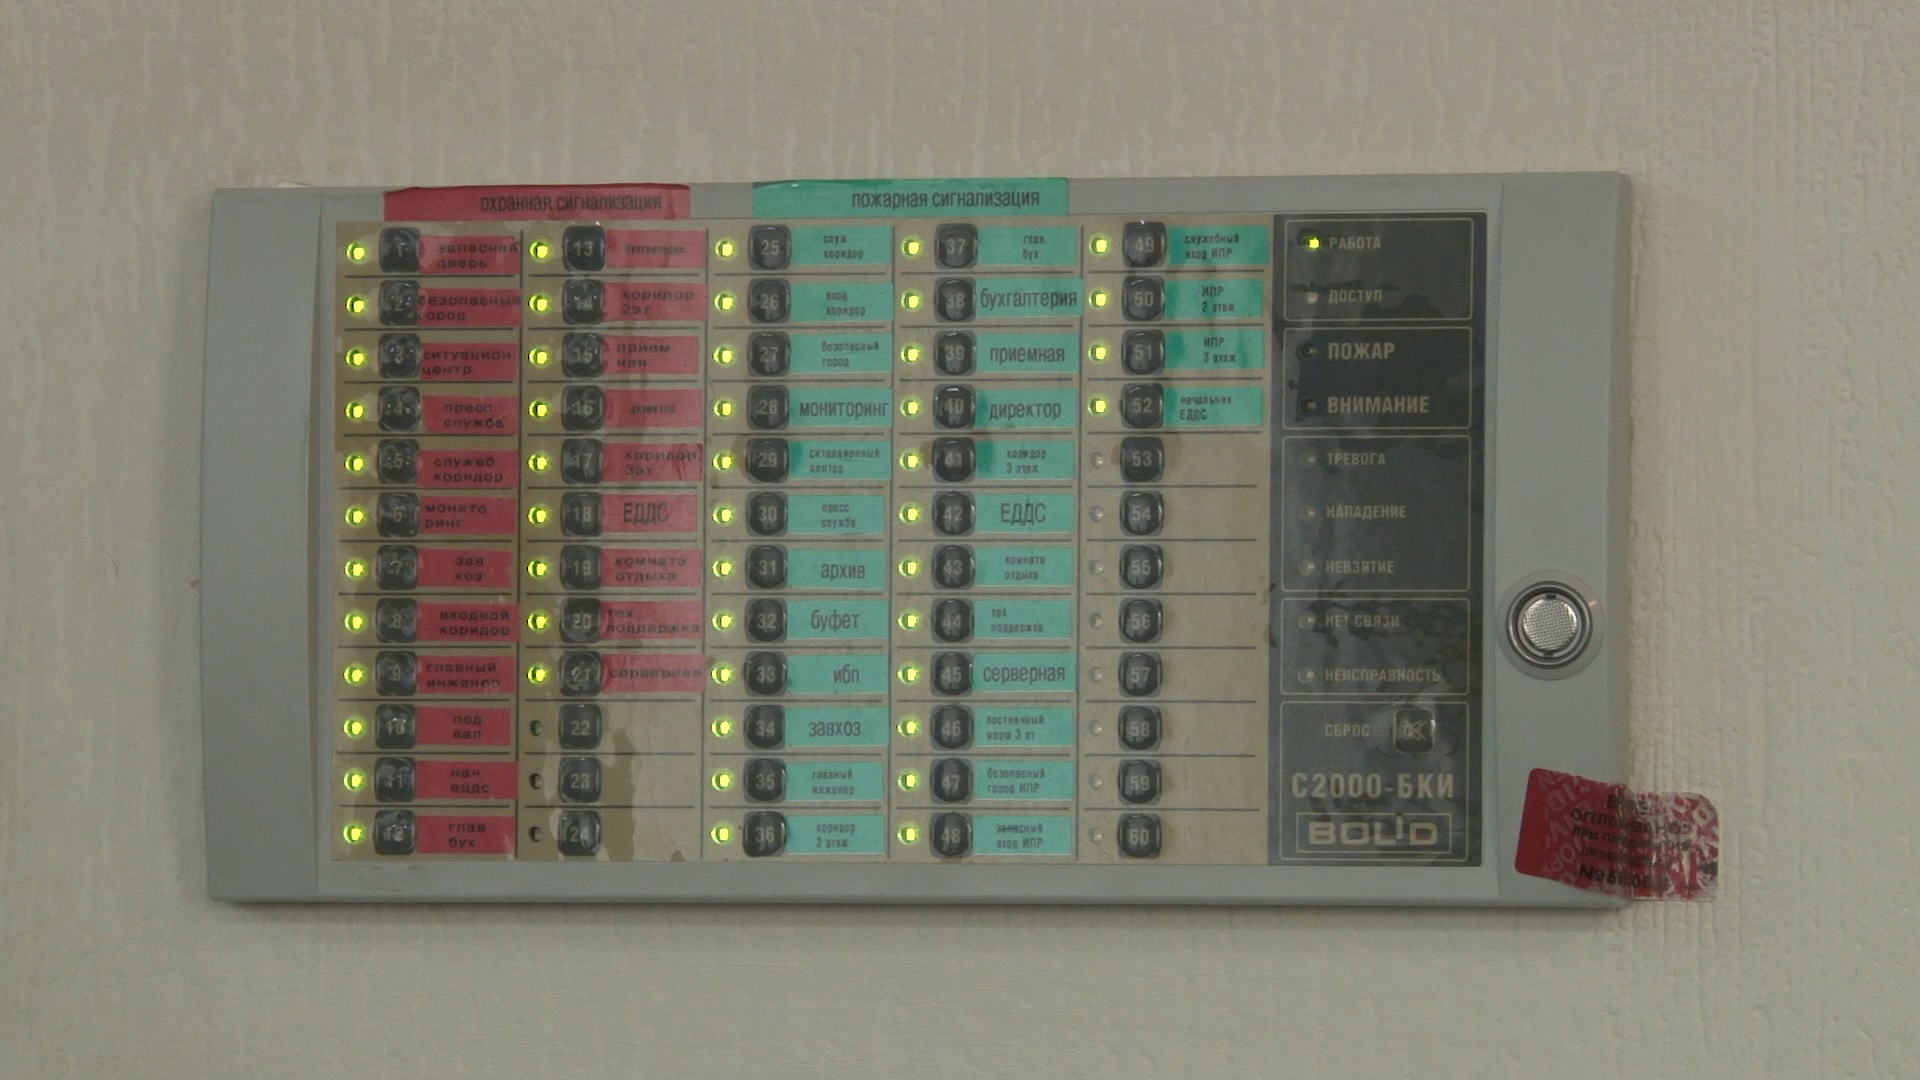 охранная сигнализация
пожарная сигнализация
1 запасная
дверь
2 безопасный
город
3 ситуацион
центр
4 пресс
служба
5 служеб
коридор
6 монито
ринг
7 зав
хоз
8 входной
коридор
9 главный
инженер
10 под
вал
11 нач
еддс
12 глав
бух
13 бухгалтерия
14 коридор
2эт
15 прием
ная
16 директор
17 коридор
3эт
18 ЕДДС
19 комната
отдыха
20 тех
поддержка
21 серверная
22
23
24
25 служ
коридор
26 вход
коридор
27 безопасный
город
28 мониторинг
29 ситвационный
центор
30 пресс
служба
31 архив
32 буфет
33 ибп
34 завхоз
35 главный
инженер
36 коридор
2 этаж
37 глав
бух
38 бухгалтерия
39 приемная
40 директор
41 коридор
3 этаж
42 ЕДДС
43 комната
отдыха
44 тех
поддержка
45 серверная
46 лестничный
марш 3 эт
47 безопасный
город ИПР
48 запасный
вход ИПР
49 служебный
вход ИПР
50 ИПР
2 этаж
51 ИПР
3 этаж
52 начальник
ЕДДС
53
54
55
56
57
58
59
60
РАБОТА
ДОСТУП
ПОЖАР
ВНИМАНИЕ
ТРЕВОГА
НАПАДЕНИЕ
НЕВЗЯТИЕ
НЕТ СВЯЗИ
НЕИСПРАВНОСТЬ
СБРОС
С2000-БКИ
BOLID